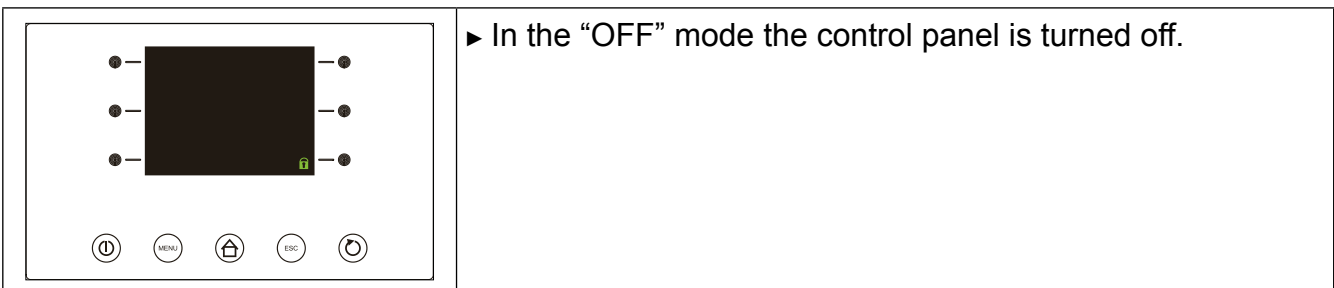 ► In the “OFF” mode the control panel is turned off.
MENU
ESC